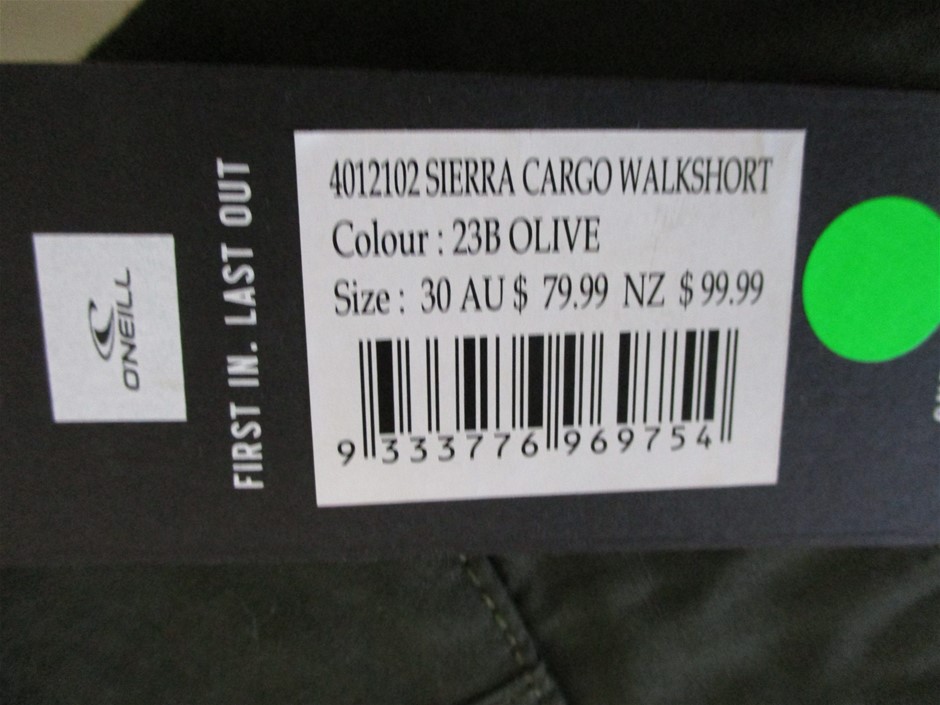 4012102 SIERRA CARGO WALKSHORT
Colour : 23B OLIVE
Size : 30 AU $ 79.99 NZ $ 99.99
9 333776 969754
FIRST IN. LAST OUT
O'NEILL